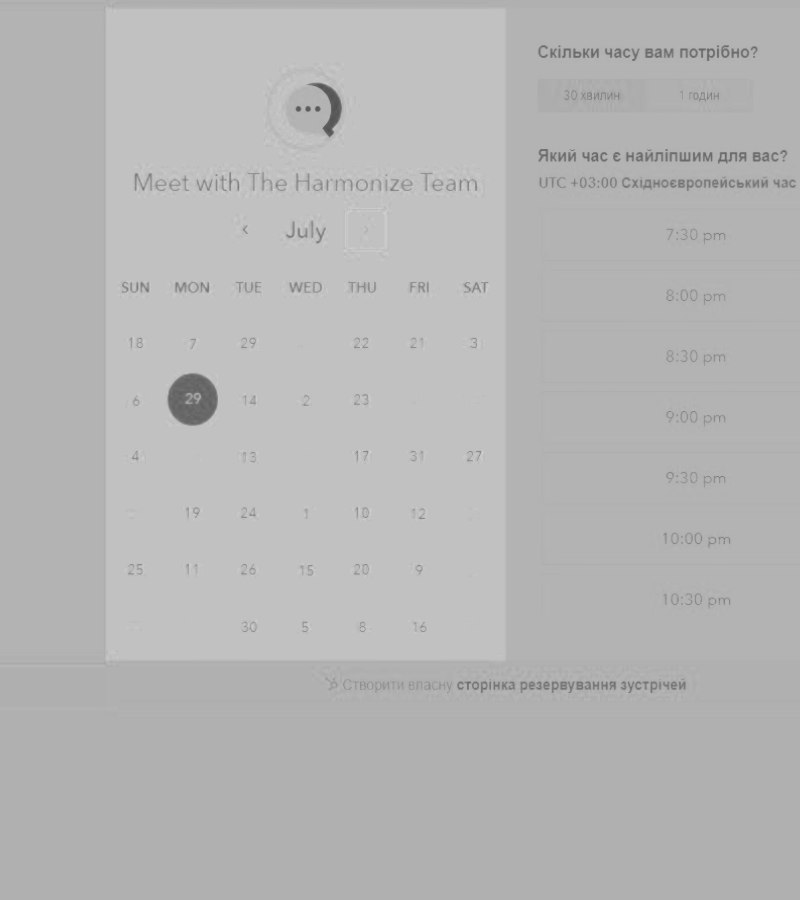 Meet with The Harmonize Team
July
SUN MON TUE WED THU FRI SAT
18 7 29 22 21 3
6 29 14 2 23
4 13 17 31 27
19 24 1 10 12
25 11 26 15 20 9
30 5 8 16
Скільки часу вам потрібно?
30 хвилин 1 годин
Який час є найліпшим для вас?
UTC +03:00 Східноєвропейський час
7:30 pm
8:00 pm
8:30 pm
9:00 pm
9:30 pm
10:00 pm
10:30 pm
Створити власну сторінка резервування зустрічей